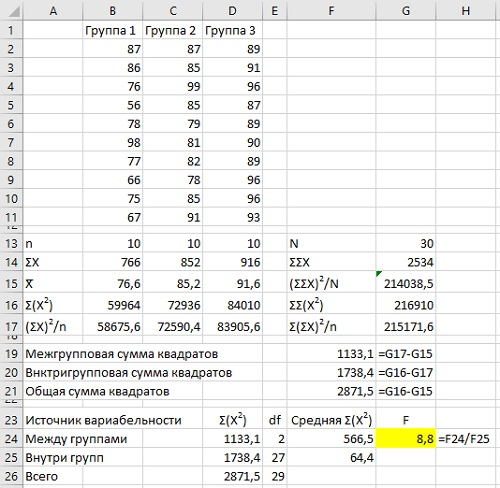 A B C D E F G H
1 Группа 1 Группа 2 Группа 3
2 87 87 89
3 86 85 91
4 76 99 96
5 56 85 87
6 78 79 89
7 98 81 90
8 77 82 89
9 66 78 96
10 75 85 96
11 67 91 93
12
13 n 10 10 10 N 30
14 ΣX 766 852 916 ΣΣX 2534
15 X̅ 76,6 85,2 91,6 (ΣΣX)²/N 214038,5
16 Σ(X²) 59964 72936 84010 ΣΣ(X²) 216910
17 (ΣX)²/n 58675,6 72590,4 83905,6 Σ(ΣX)²/n 215171,6
18
19 Межгрупповая сумма квадратов 1133,1 =G17-G15
20 Внктригрупповая сумма квадратов 1738,4 =G16-G17
21 Общая сумма квадратов 2871,5 =G16-G15
22
23 Источник вариабельности Σ(X²) df Средняя Σ(X²) F
24 Между группами 1133,1 2 566,5 8,8 =F24/F25
25 Внутри групп 1738,4 27 64,4
26 Всего 2871,5 29